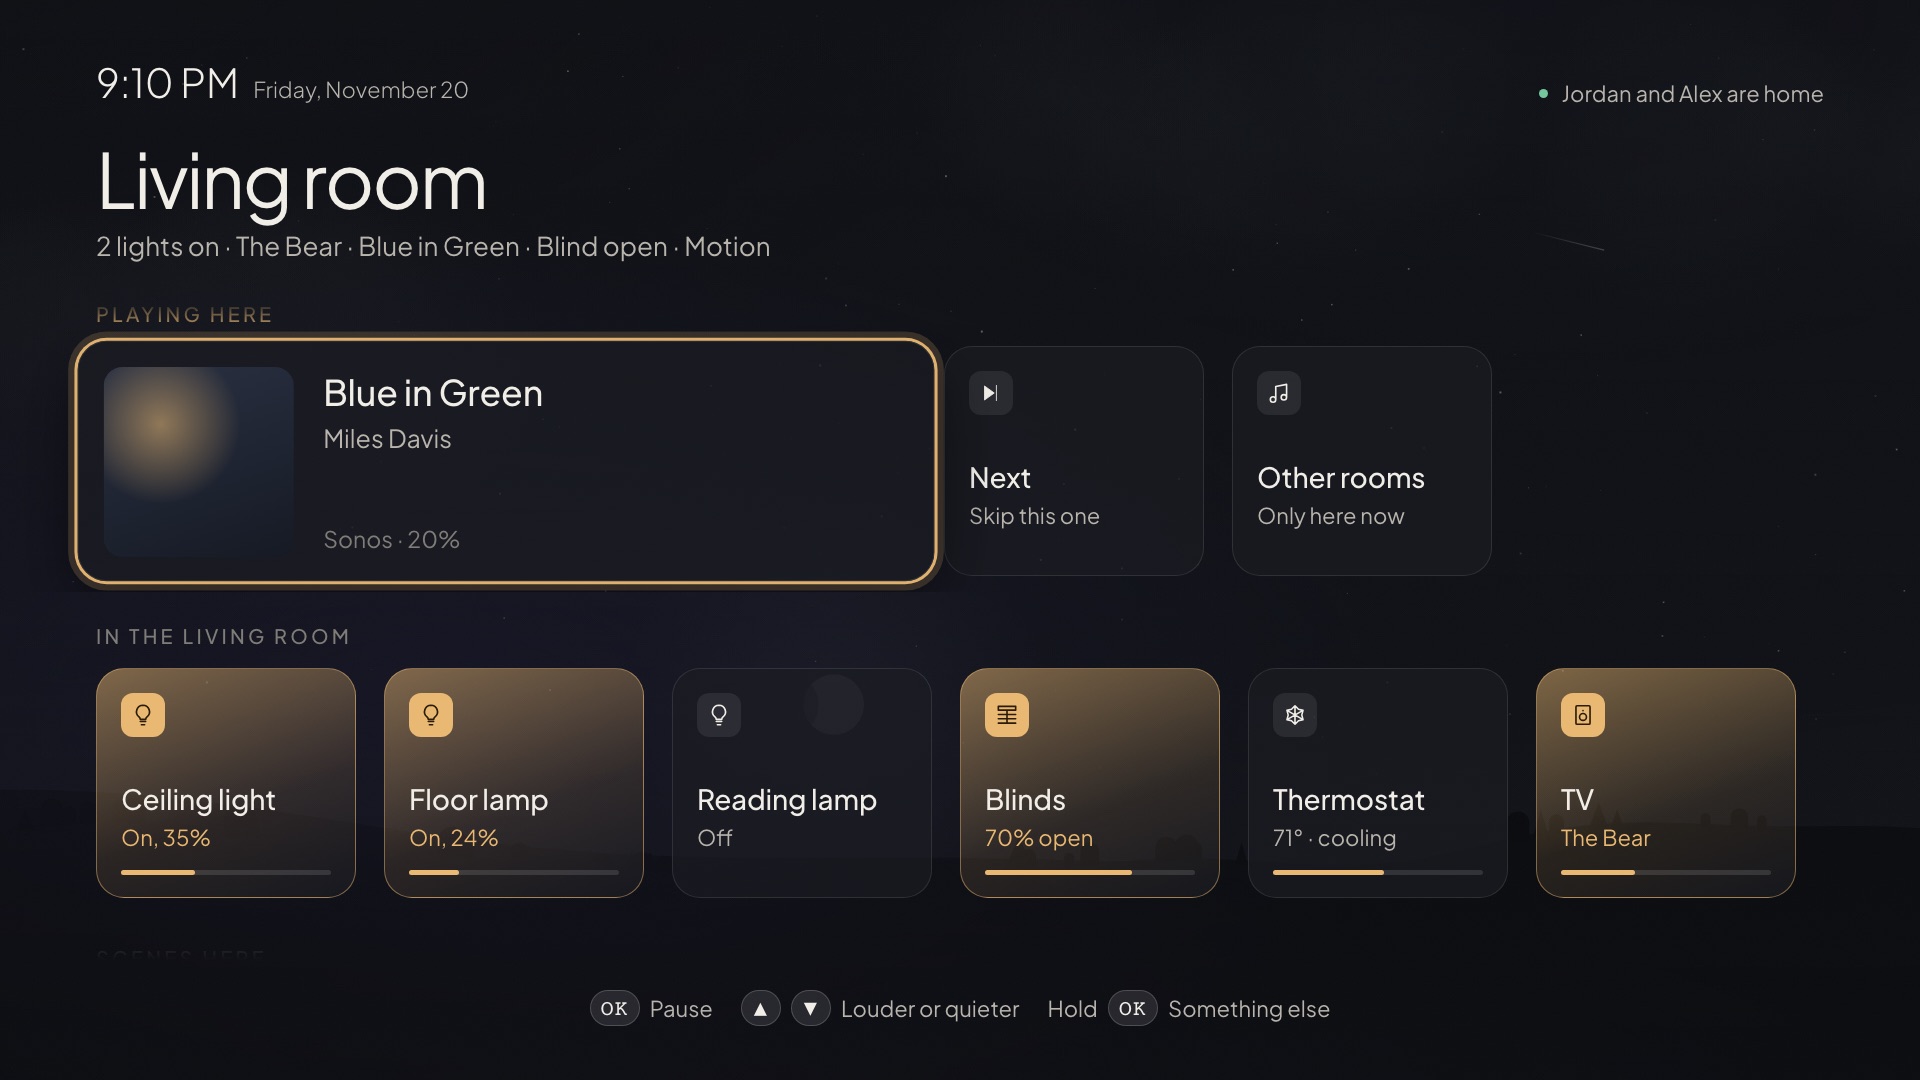 9:10 PM Friday, November 20
Jordan and Alex are home
Living room
2 lights on · The Bear · Blue in Green · Blind open · Motion
PLAYING HERE
Blue in Green
Miles Davis
Sonos · 20%
Next
Skip this one
Other rooms
Only here now
IN THE LIVING ROOM
Ceiling light
On, 35%
Floor lamp
On, 24%
Reading lamp
Off
Blinds
70% open
Thermostat
71° · cooling
TV
The Bear
SCENES HERE
OK Pause ▲ ▼ Louder or quieter Hold OK Something else